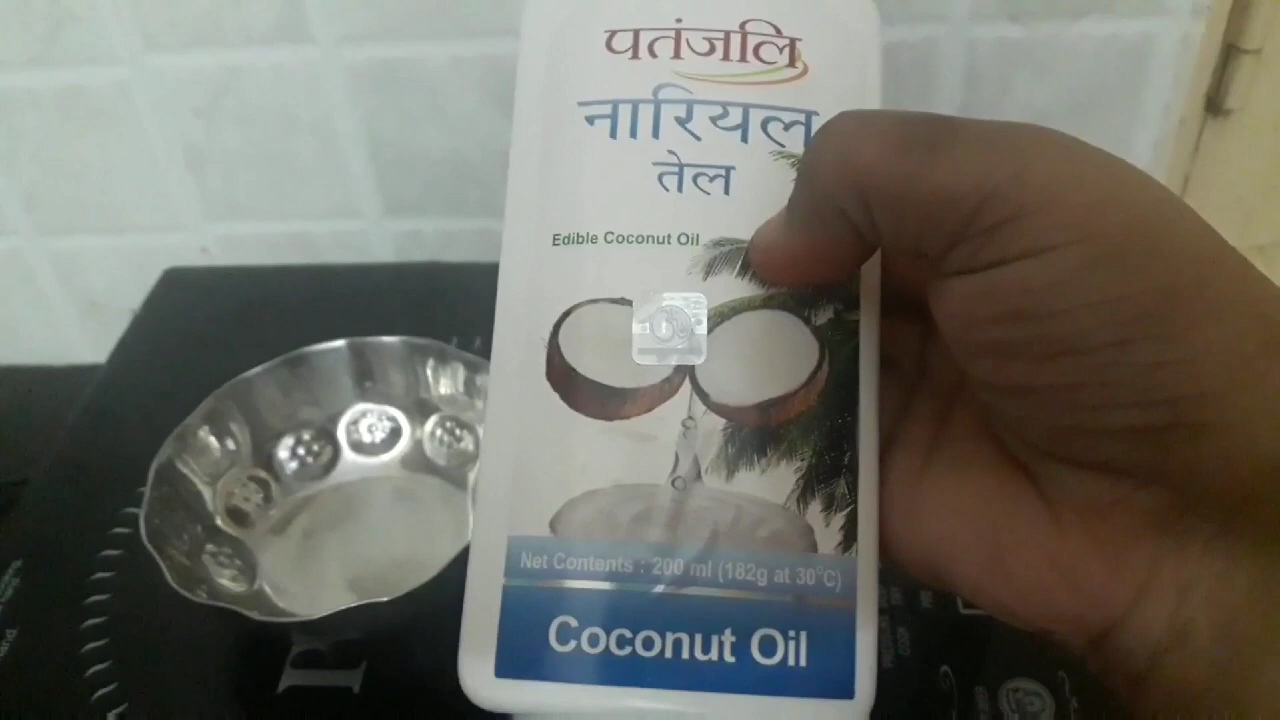 पतंजलि
नारियल
तेल
Edible Coconut Oil
Net Contents : 200 ml (182g at 30°C)
Coconut Oil